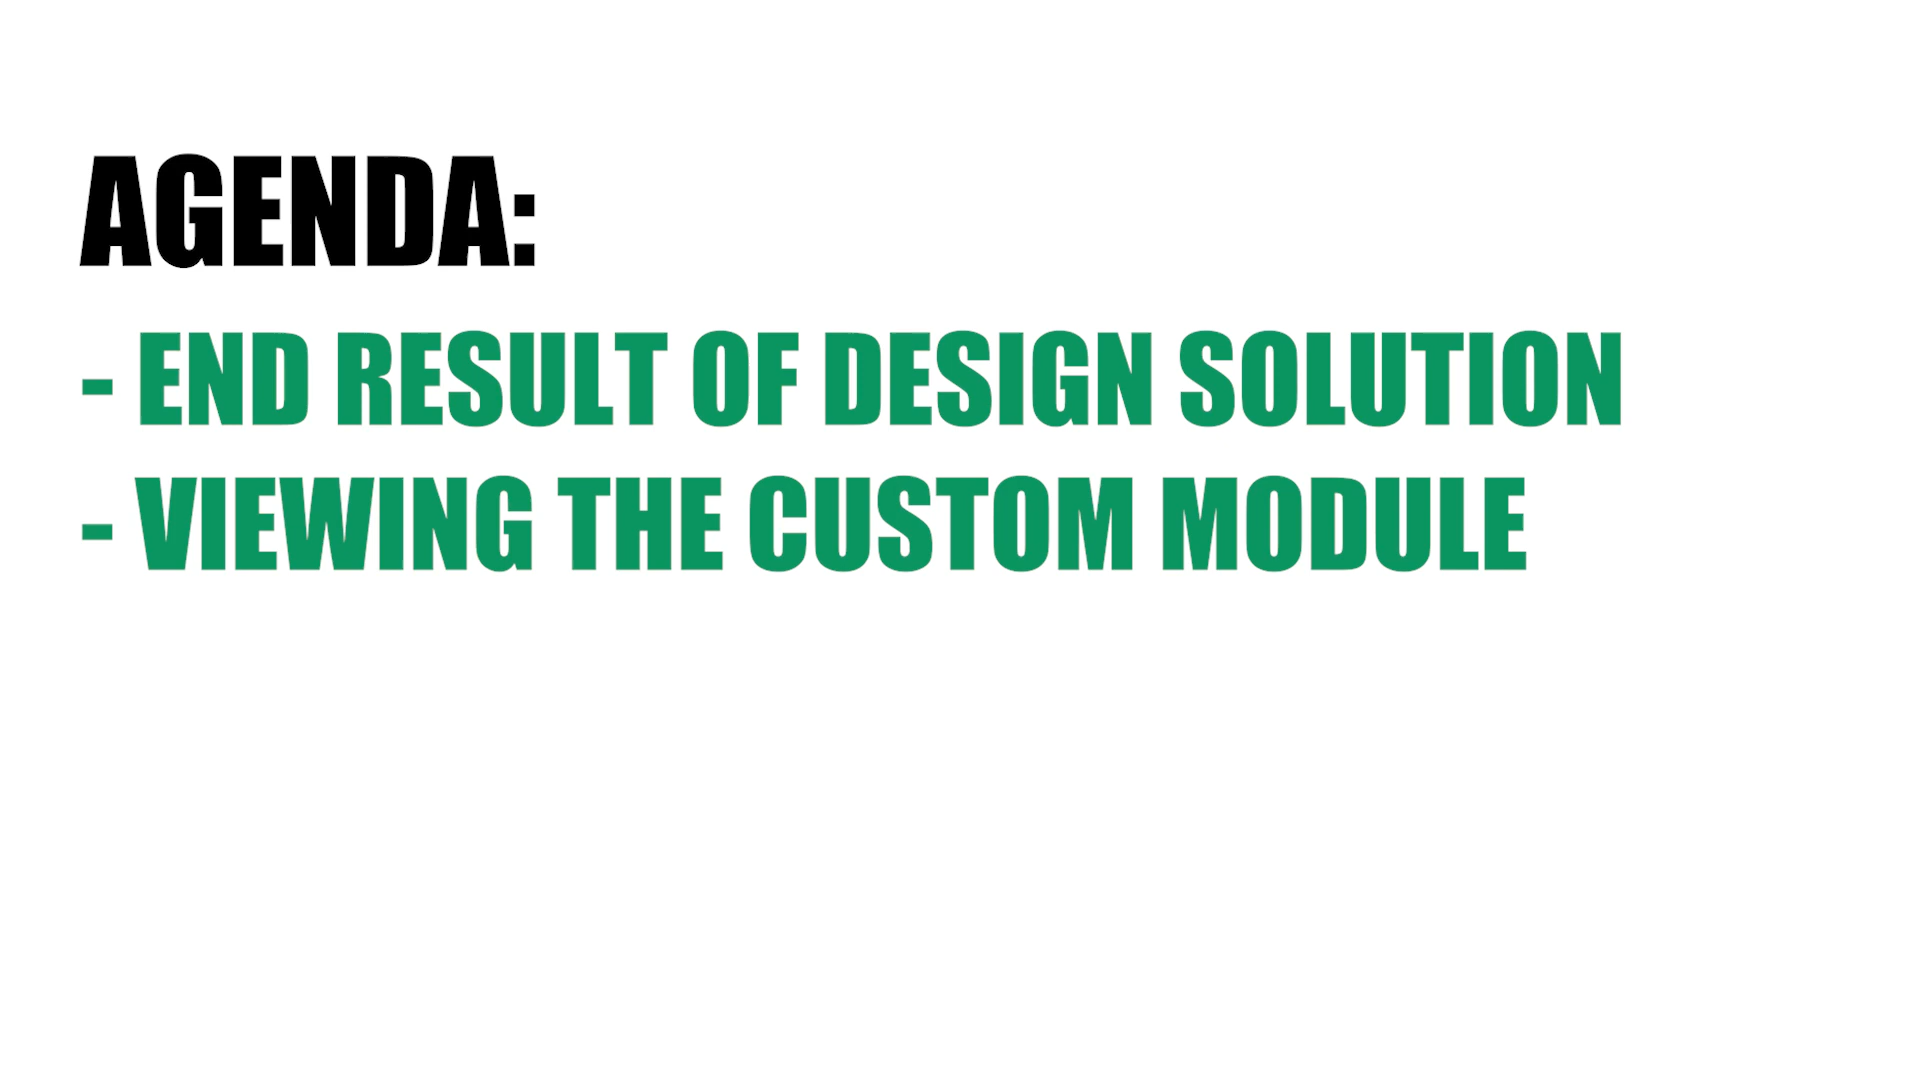 AGENDA:
- END RESULT OF DESIGN SOLUTION
- VIEWING THE CUSTOM MODULE